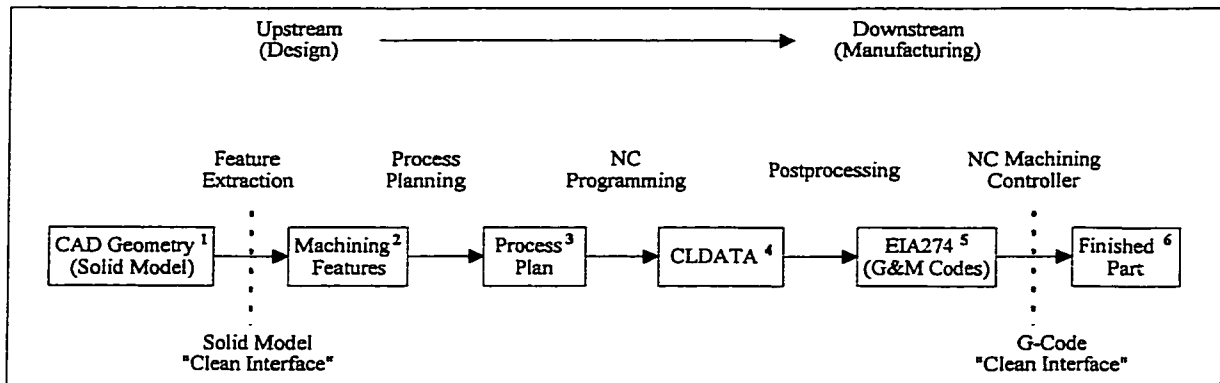 Upstream
(Design)
Downstream
(Manufacturing)
Feature
Extraction
Process
Planning
NC
Programming
Postprocessing
NC Machining
Controller
CAD Geometry 1
(Solid Model)
Machining 2
Features
Process 3
Plan
CLDATA 4
EIA274 5
(G&M Codes)
Finished 6
Part
Solid Model
"Clean Interface"
G-Code
"Clean Interface"